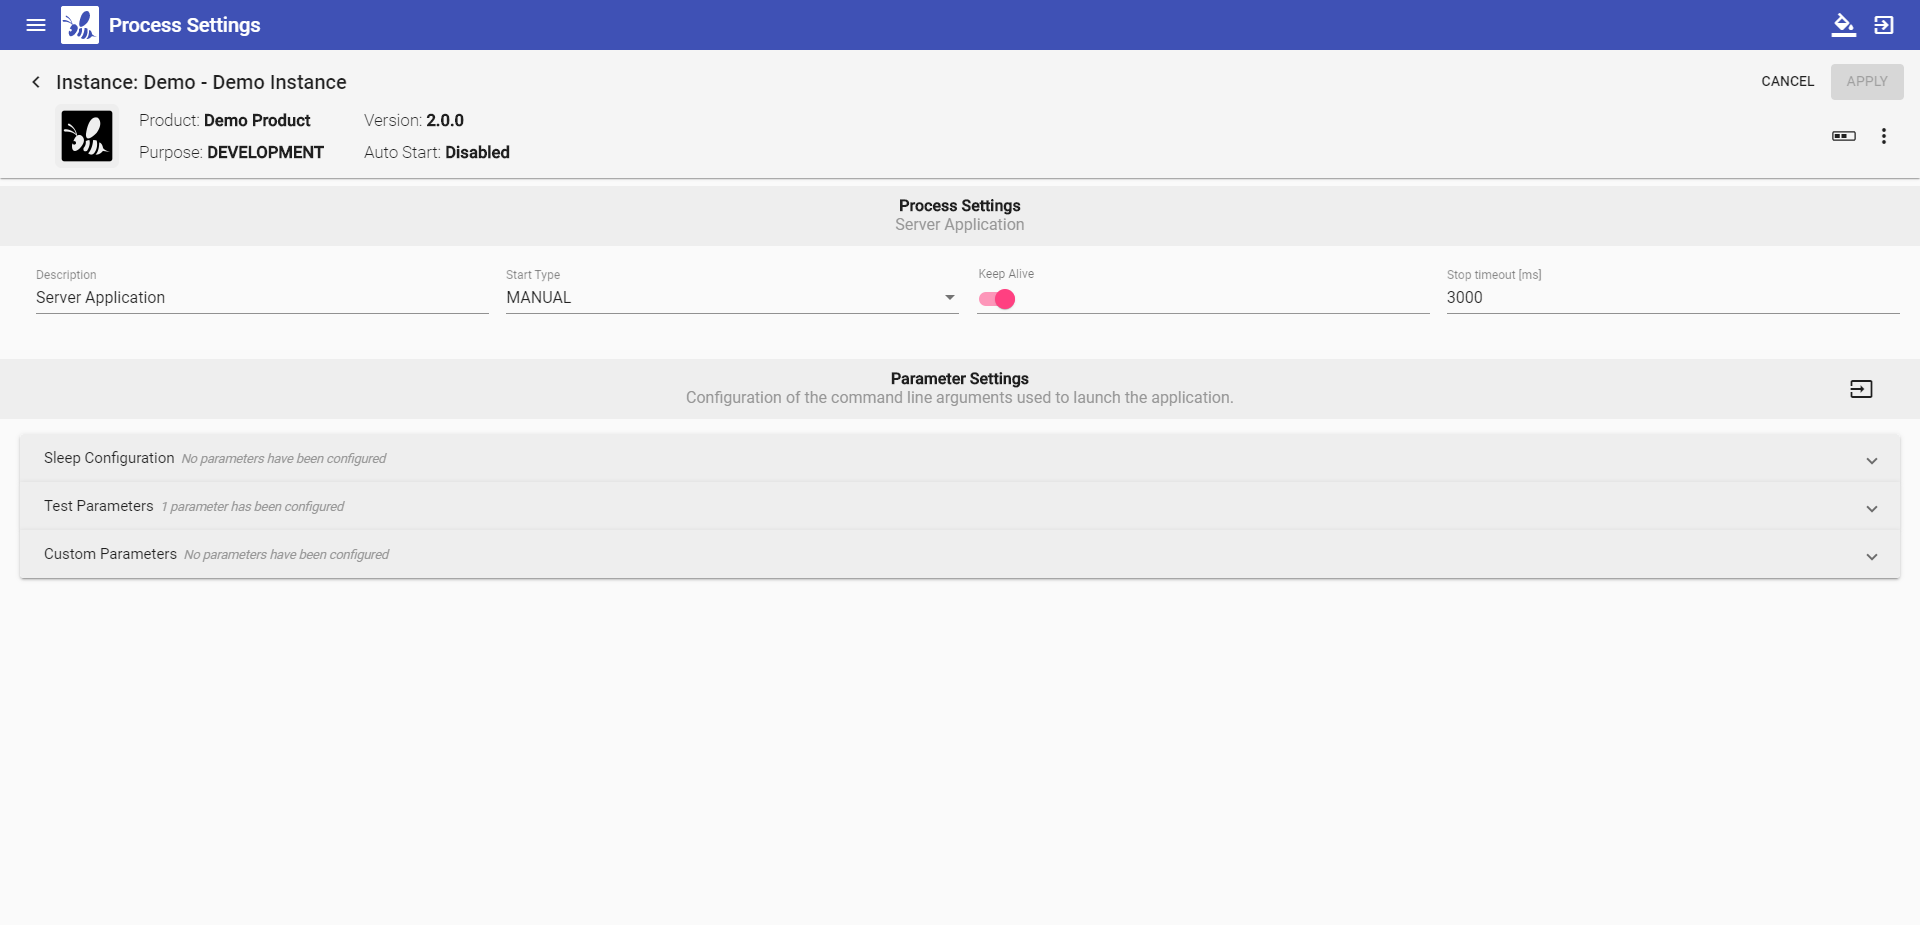 Process Settings
Instance: Demo - Demo Instance
CANCEL
APPLY
Product: Demo Product
Version: 2.0.0
Purpose: DEVELOPMENT
Auto Start: Disabled
Process Settings
Server Application
Description
Start Type
Keep Alive
Stop timeout [ms]
Server Application
MANUAL
3000
Parameter Settings
Configuration of the command line arguments used to launch the application.
Sleep Configuration No parameters have been configured
Test Parameters 1 parameter has been configured
Custom Parameters No parameters have been configured